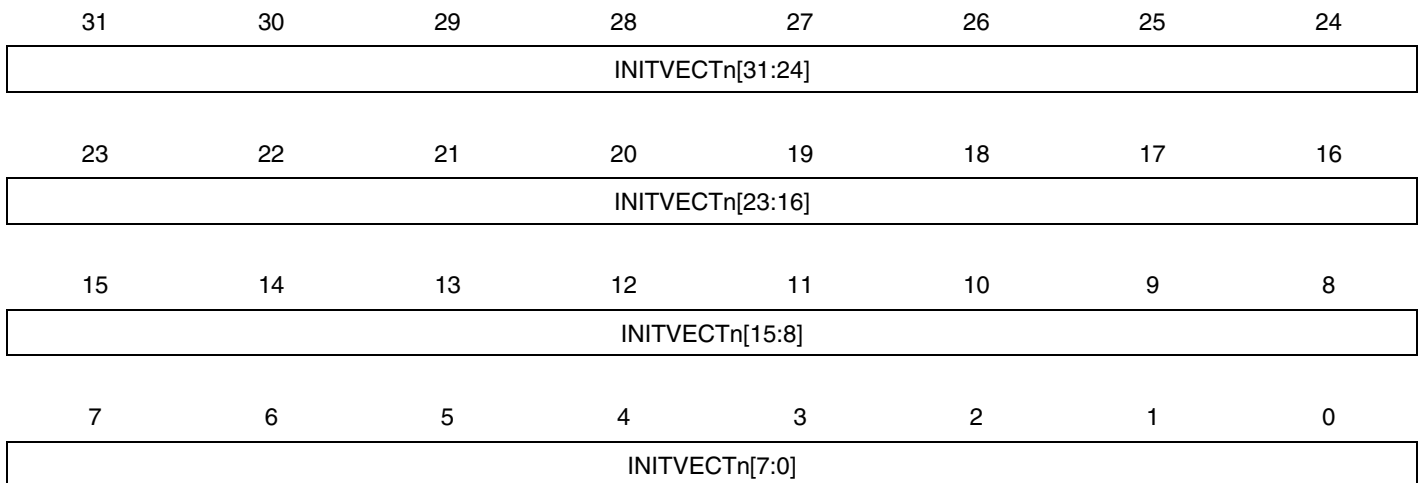 31 30 29 28 27 26 25 24
INITVECTn[31:24]
23 22 21 20 19 18 17 16
INITVECTn[23:16]
15 14 13 12 11 10 9 8
INITVECTn[15:8]
7 6 5 4 3 2 1 0
INITVECTn[7:0]